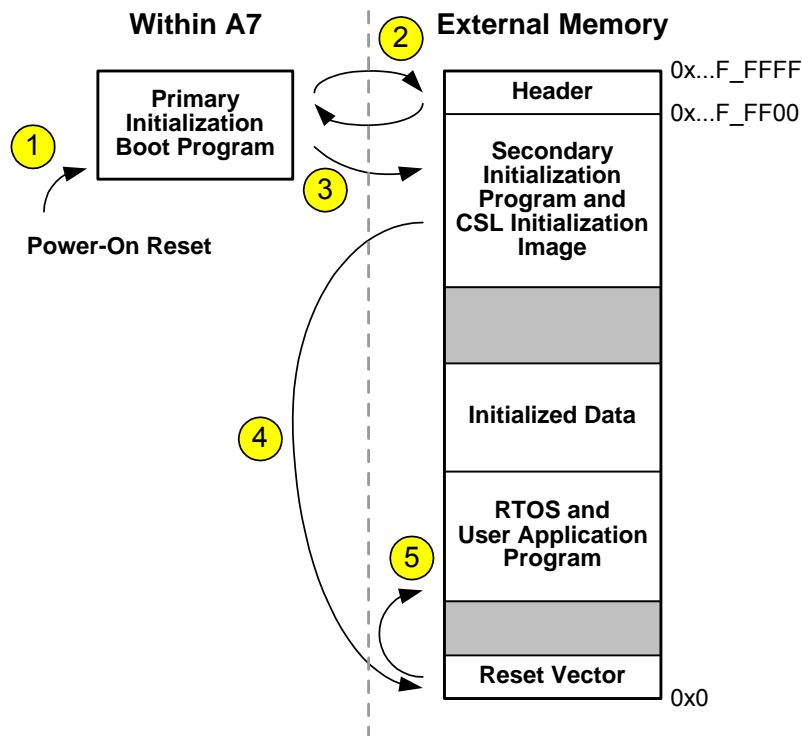 Within A7
External Memory
2
0x...F_FFFF
Header
0x...F_FF00
Primary
Initialization
Boot Program
1
3
Secondary
Initialization
Program and
CSL Initialization
Image
Power-On Reset
Initialized Data
4
RTOS and
User Application
Program
5
Reset Vector
0x0